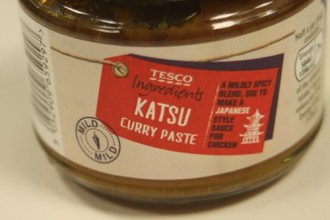 TESCO
Ingredients
KATSU
CURRY PASTE
A MILDLY SPICY
BLEND, USE TO
MAKE A
JAPANESE
STYLE
SAUCE
FOR
CHICKEN
MILD
MILD